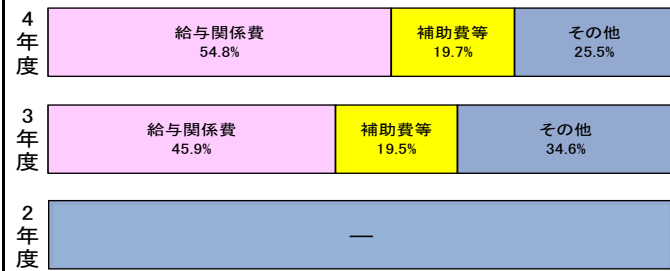 4年度
給与関係費 補助費等 その他
54.8% 19.7% 25.5%
3年度
給与関係費 補助費等 その他
45.9% 19.5% 34.6%
2年度
―